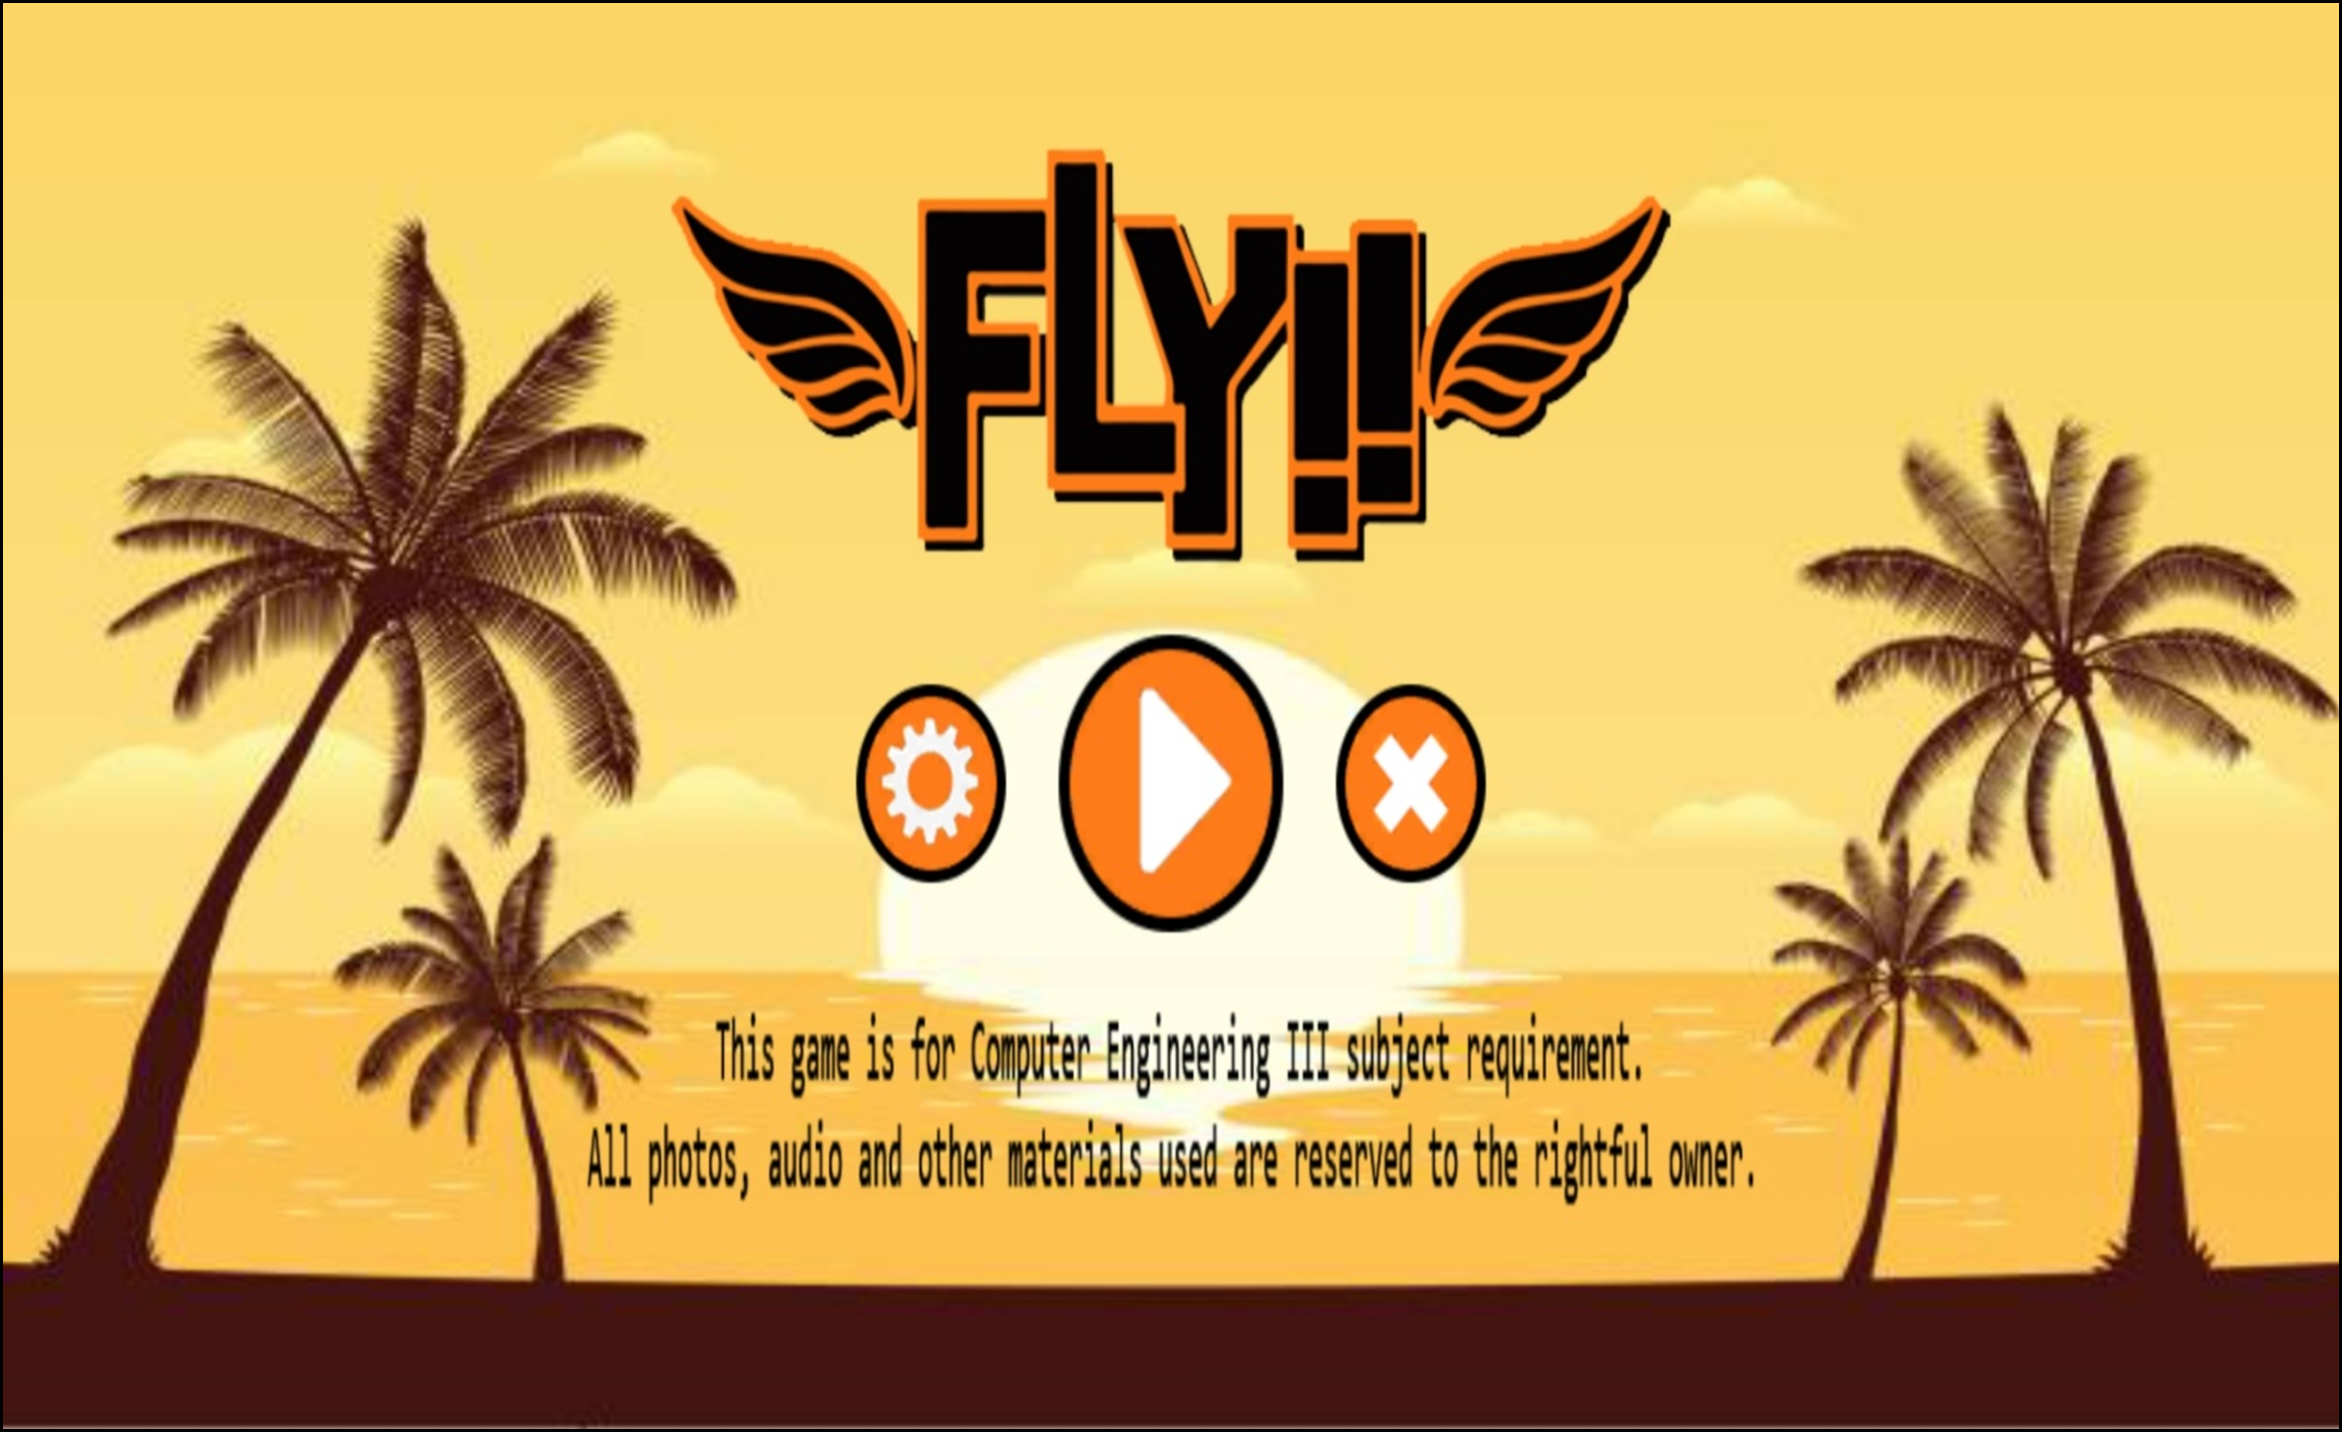 FLY!!
This game is for Computer Engineering III subject requirement.
All photos, audio and other materials used are reserved to the rightful owner.